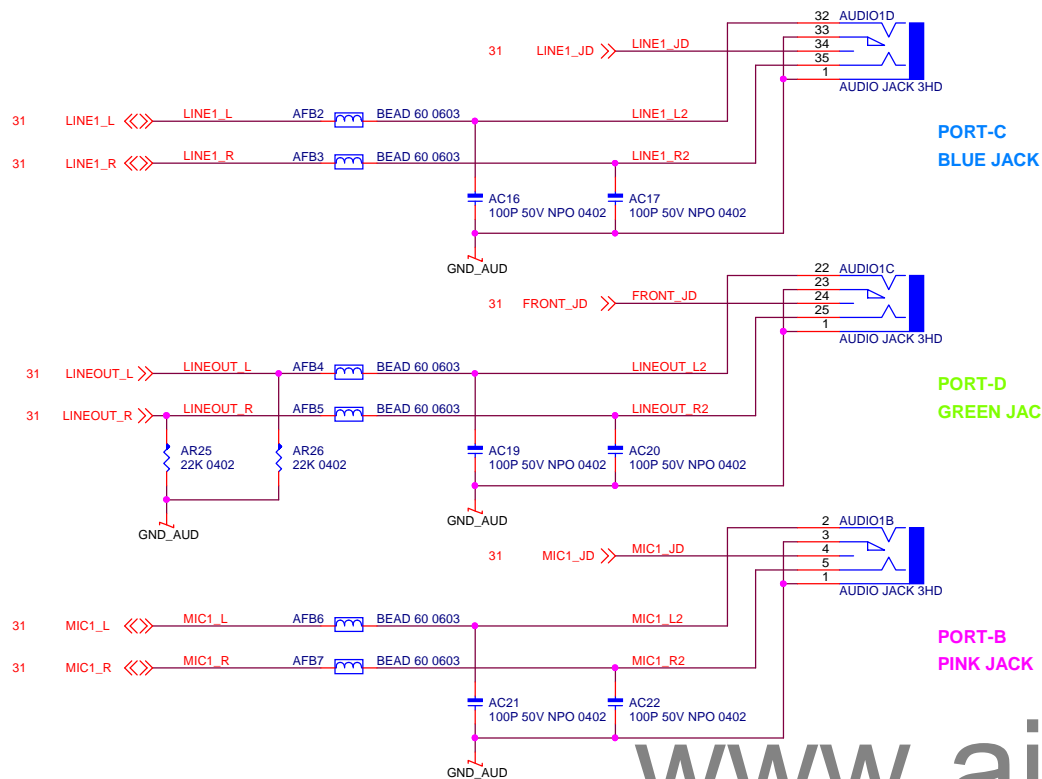 32 AUDIO1D
33
31 LINE1_JD LINE1_JD 34
35
1
AUDIO JACK 3HD
31 LINE1_L LINE1_L AFB2 BEAD 60 0603 LINE1_L2
PORT-C
31 LINE1_R LINE1_R AFB3 BEAD 60 0603 LINE1_R2
BLUE JACK
AC16 AC17
100P 50V NPO 0402 100P 50V NPO 0402
GND_AUD
22 AUDIO1C
23
31 FRONT_JD FRONT_JD 24
25
1
AUDIO JACK 3HD
31 LINEOUT_L LINEOUT_L AFB4 BEAD 60 0603 LINEOUT_L2
PORT-D
31 LINEOUT_R LINEOUT_R AFB5 BEAD 60 0603 LINEOUT_R2
GREEN JAC
AR25 AR26 AC19 AC20
22K 0402 22K 0402 100P 50V NPO 0402 100P 50V NPO 0402
GND_AUD GND_AUD
2 AUDIO1B
3
31 MIC1_JD MIC1_JD 4
5
1
AUDIO JACK 3HD
31 MIC1_L MIC1_L AFB6 BEAD 60 0603 MIC1_L2
PORT-B
31 MIC1_R MIC1_R AFB7 BEAD 60 0603 MIC1_R2
PINK JACK
AC21 AC22
100P 50V NPO 0402 100P 50V NPO 0402
GND_AUD
www.ai